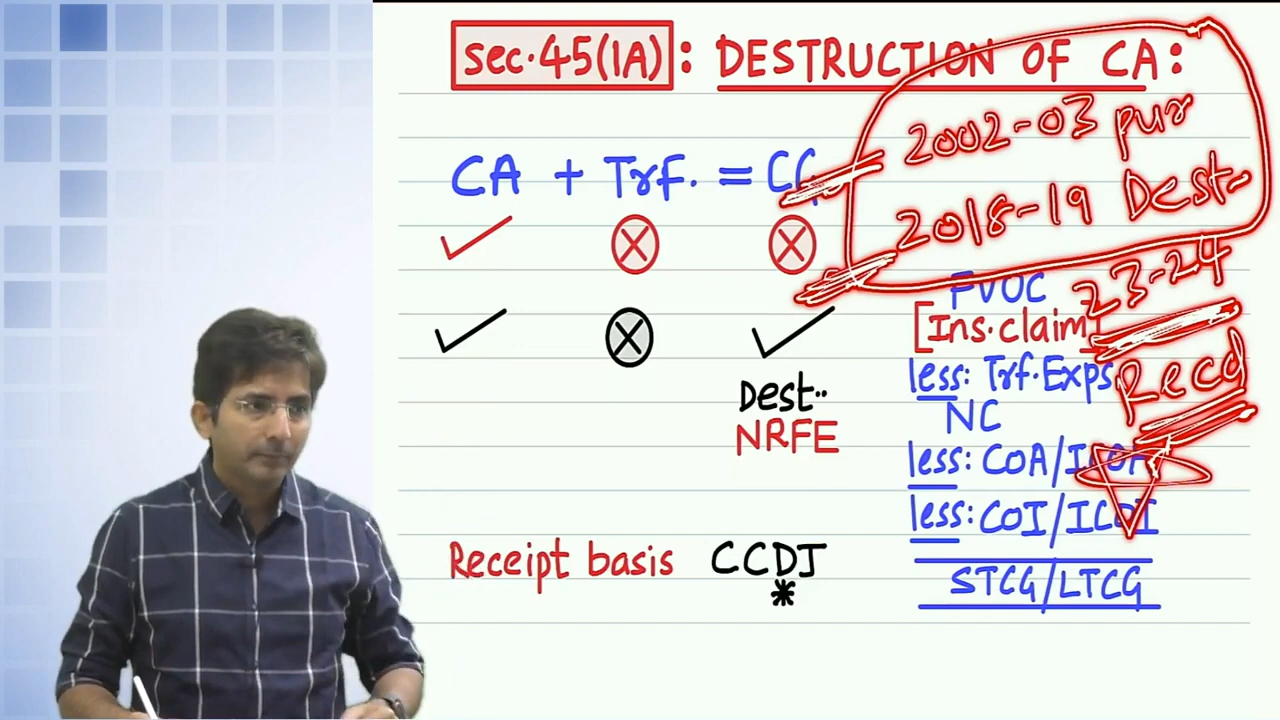 sec.45(1A) : DESTRUCTION OF CA:
2002-03 pur
CA + Trf. = CG
2018-19 Dest-
23-24
FVOC
[Ins.claim]
Recd
less: Trf.Exps
NC
Dest..
NRFE
less: COA/ICOA
less: COI/ICOI
Receipt basis CCDJ
*
STCG/LTCG